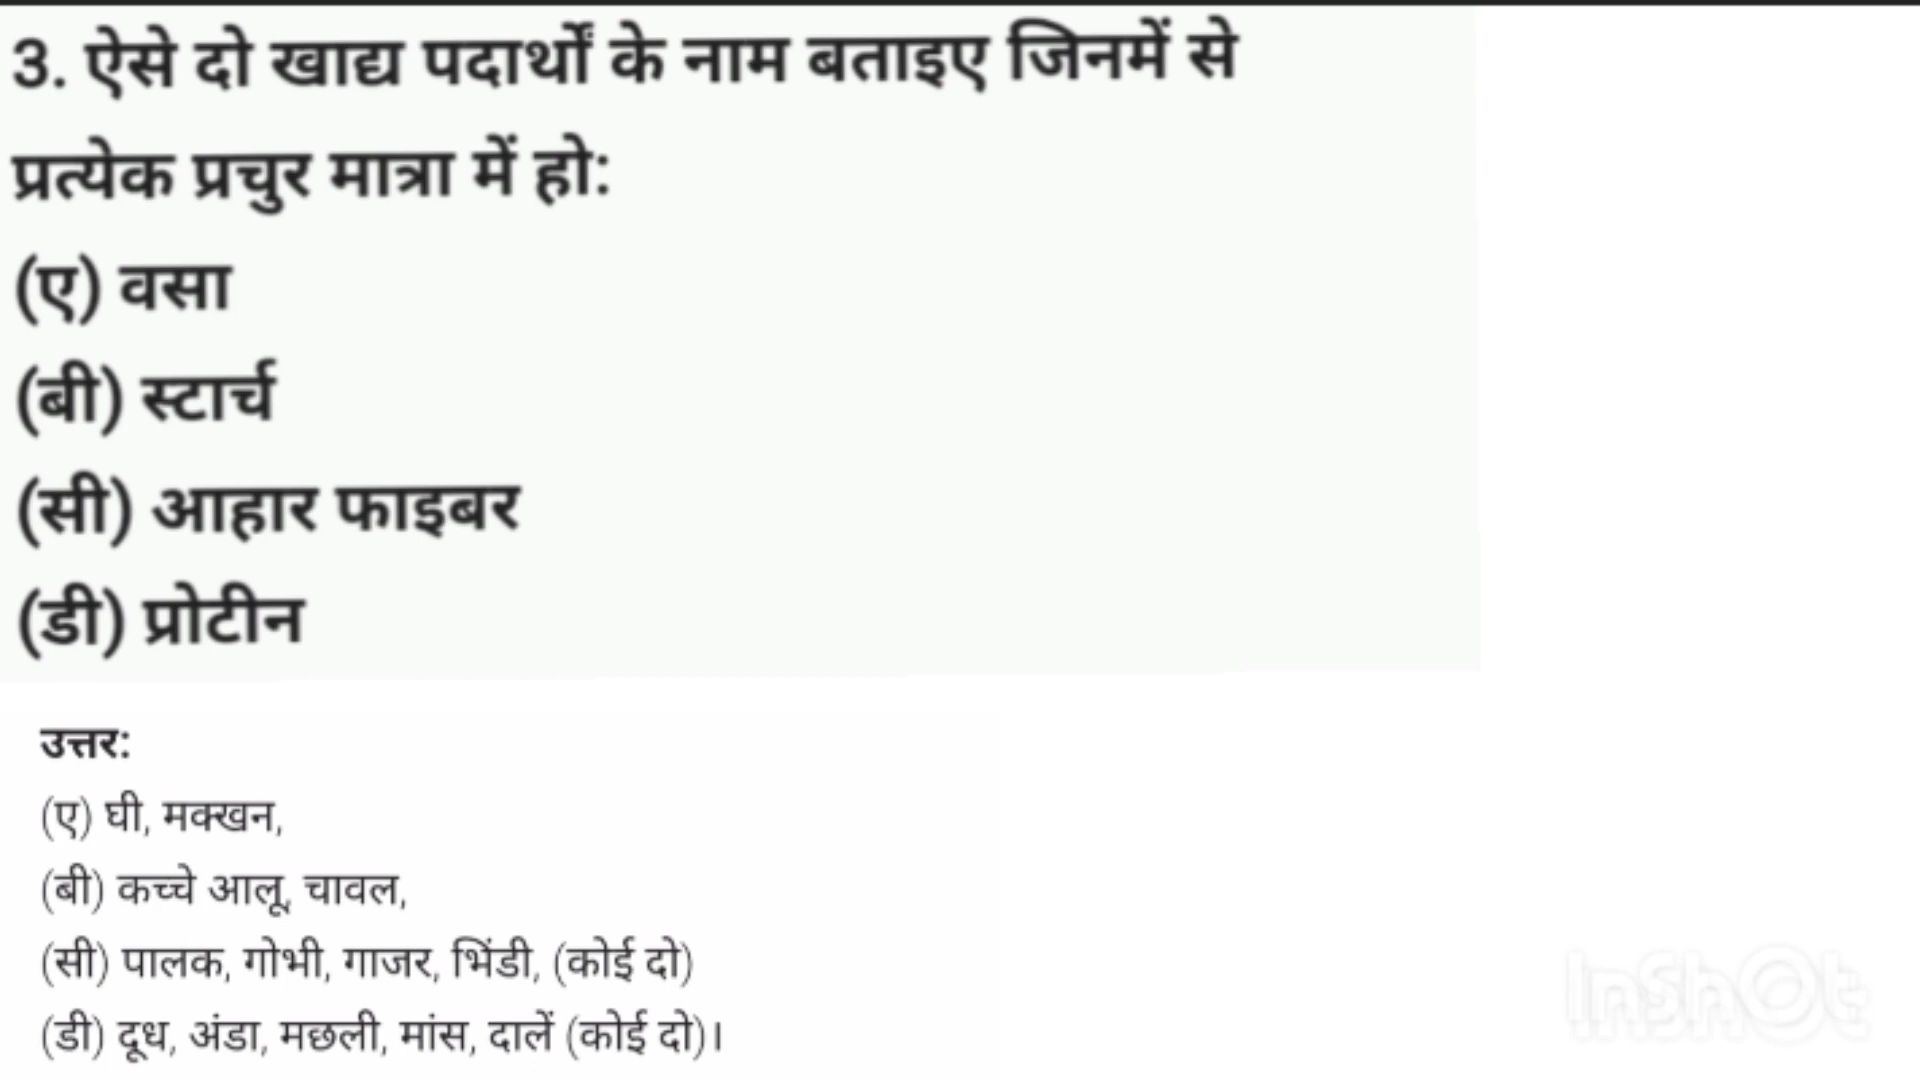 3. ऐसे दो खाद्य पदार्थों के नाम बताइए जिनमें से
प्रत्येक प्रचुर मात्रा में हो:
(ए) वसा
(बी) स्टार्च
(सी) आहार फाइबर
(डी) प्रोटीन
उत्तर:
(ए) घी, मक्खन,
(बी) कच्चे आलू, चावल,
(सी) पालक, गोभी, गाजर, भिंडी, (कोई दो)
(डी) दूध, अंडा, मछली, मांस, दालें (कोई दो)।
InShOt